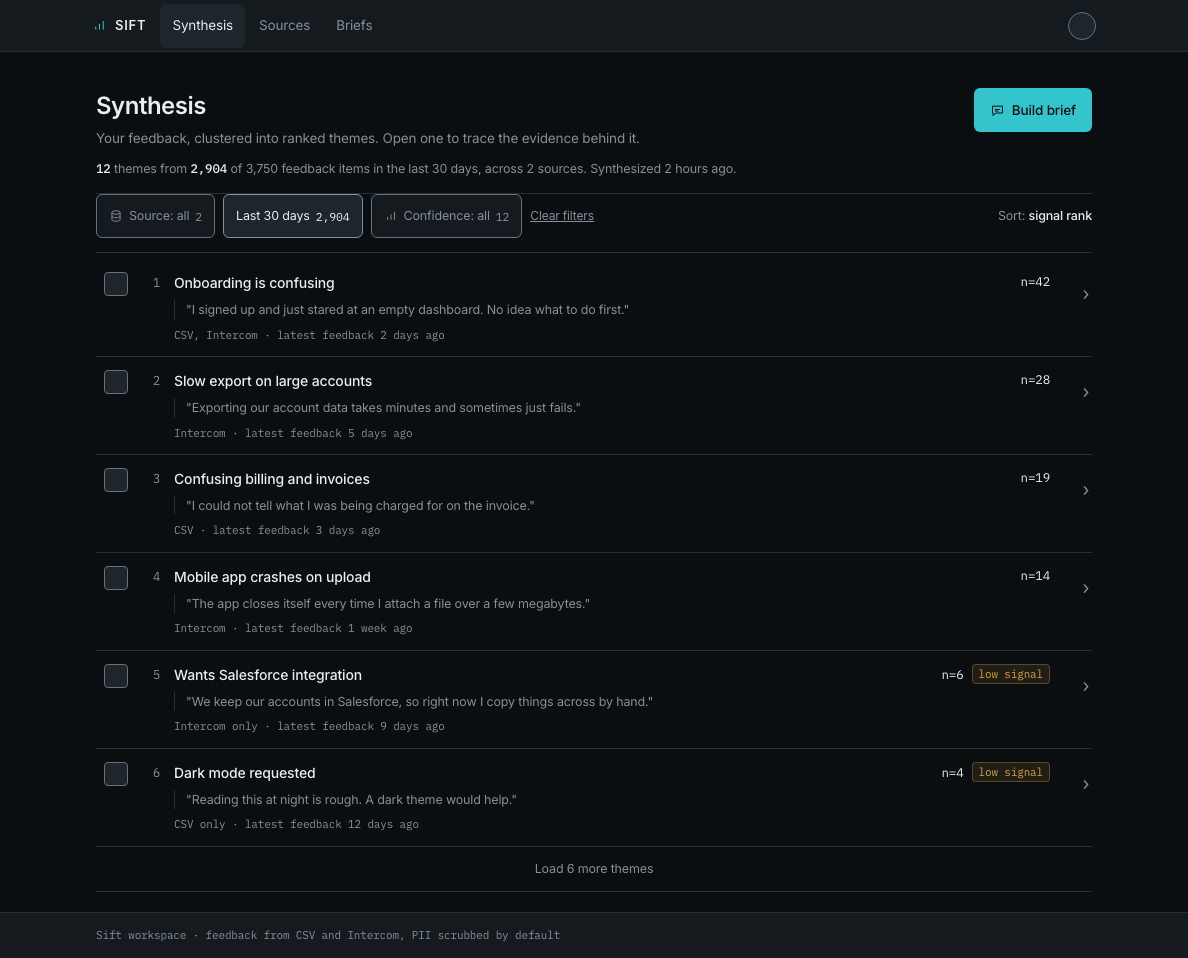 SIFT Synthesis Sources Briefs
Synthesis
Build brief
Your feedback, clustered into ranked themes. Open one to trace the evidence behind it.
12 themes from 2,904 of 3,750 feedback items in the last 30 days, across 2 sources. Synthesized 2 hours ago.
Source: all 2 Last 30 days 2,904 Confidence: all 12 Clear filters Sort: signal rank
1 Onboarding is confusing n=42
"I signed up and just stared at an empty dashboard. No idea what to do first."
CSV, Intercom · latest feedback 2 days ago
2 Slow export on large accounts n=28
"Exporting our account data takes minutes and sometimes just fails."
Intercom · latest feedback 5 days ago
3 Confusing billing and invoices n=19
"I could not tell what I was being charged for on the invoice."
CSV · latest feedback 3 days ago
4 Mobile app crashes on upload n=14
"The app closes itself every time I attach a file over a few megabytes."
Intercom · latest feedback 1 week ago
5 Wants Salesforce integration n=6 low signal
"We keep our accounts in Salesforce, so right now I copy things across by hand."
Intercom only · latest feedback 9 days ago
6 Dark mode requested n=4 low signal
"Reading this at night is rough. A dark theme would help."
CSV only · latest feedback 12 days ago
Load 6 more themes
Sift workspace · feedback from CSV and Intercom, PII scrubbed by default